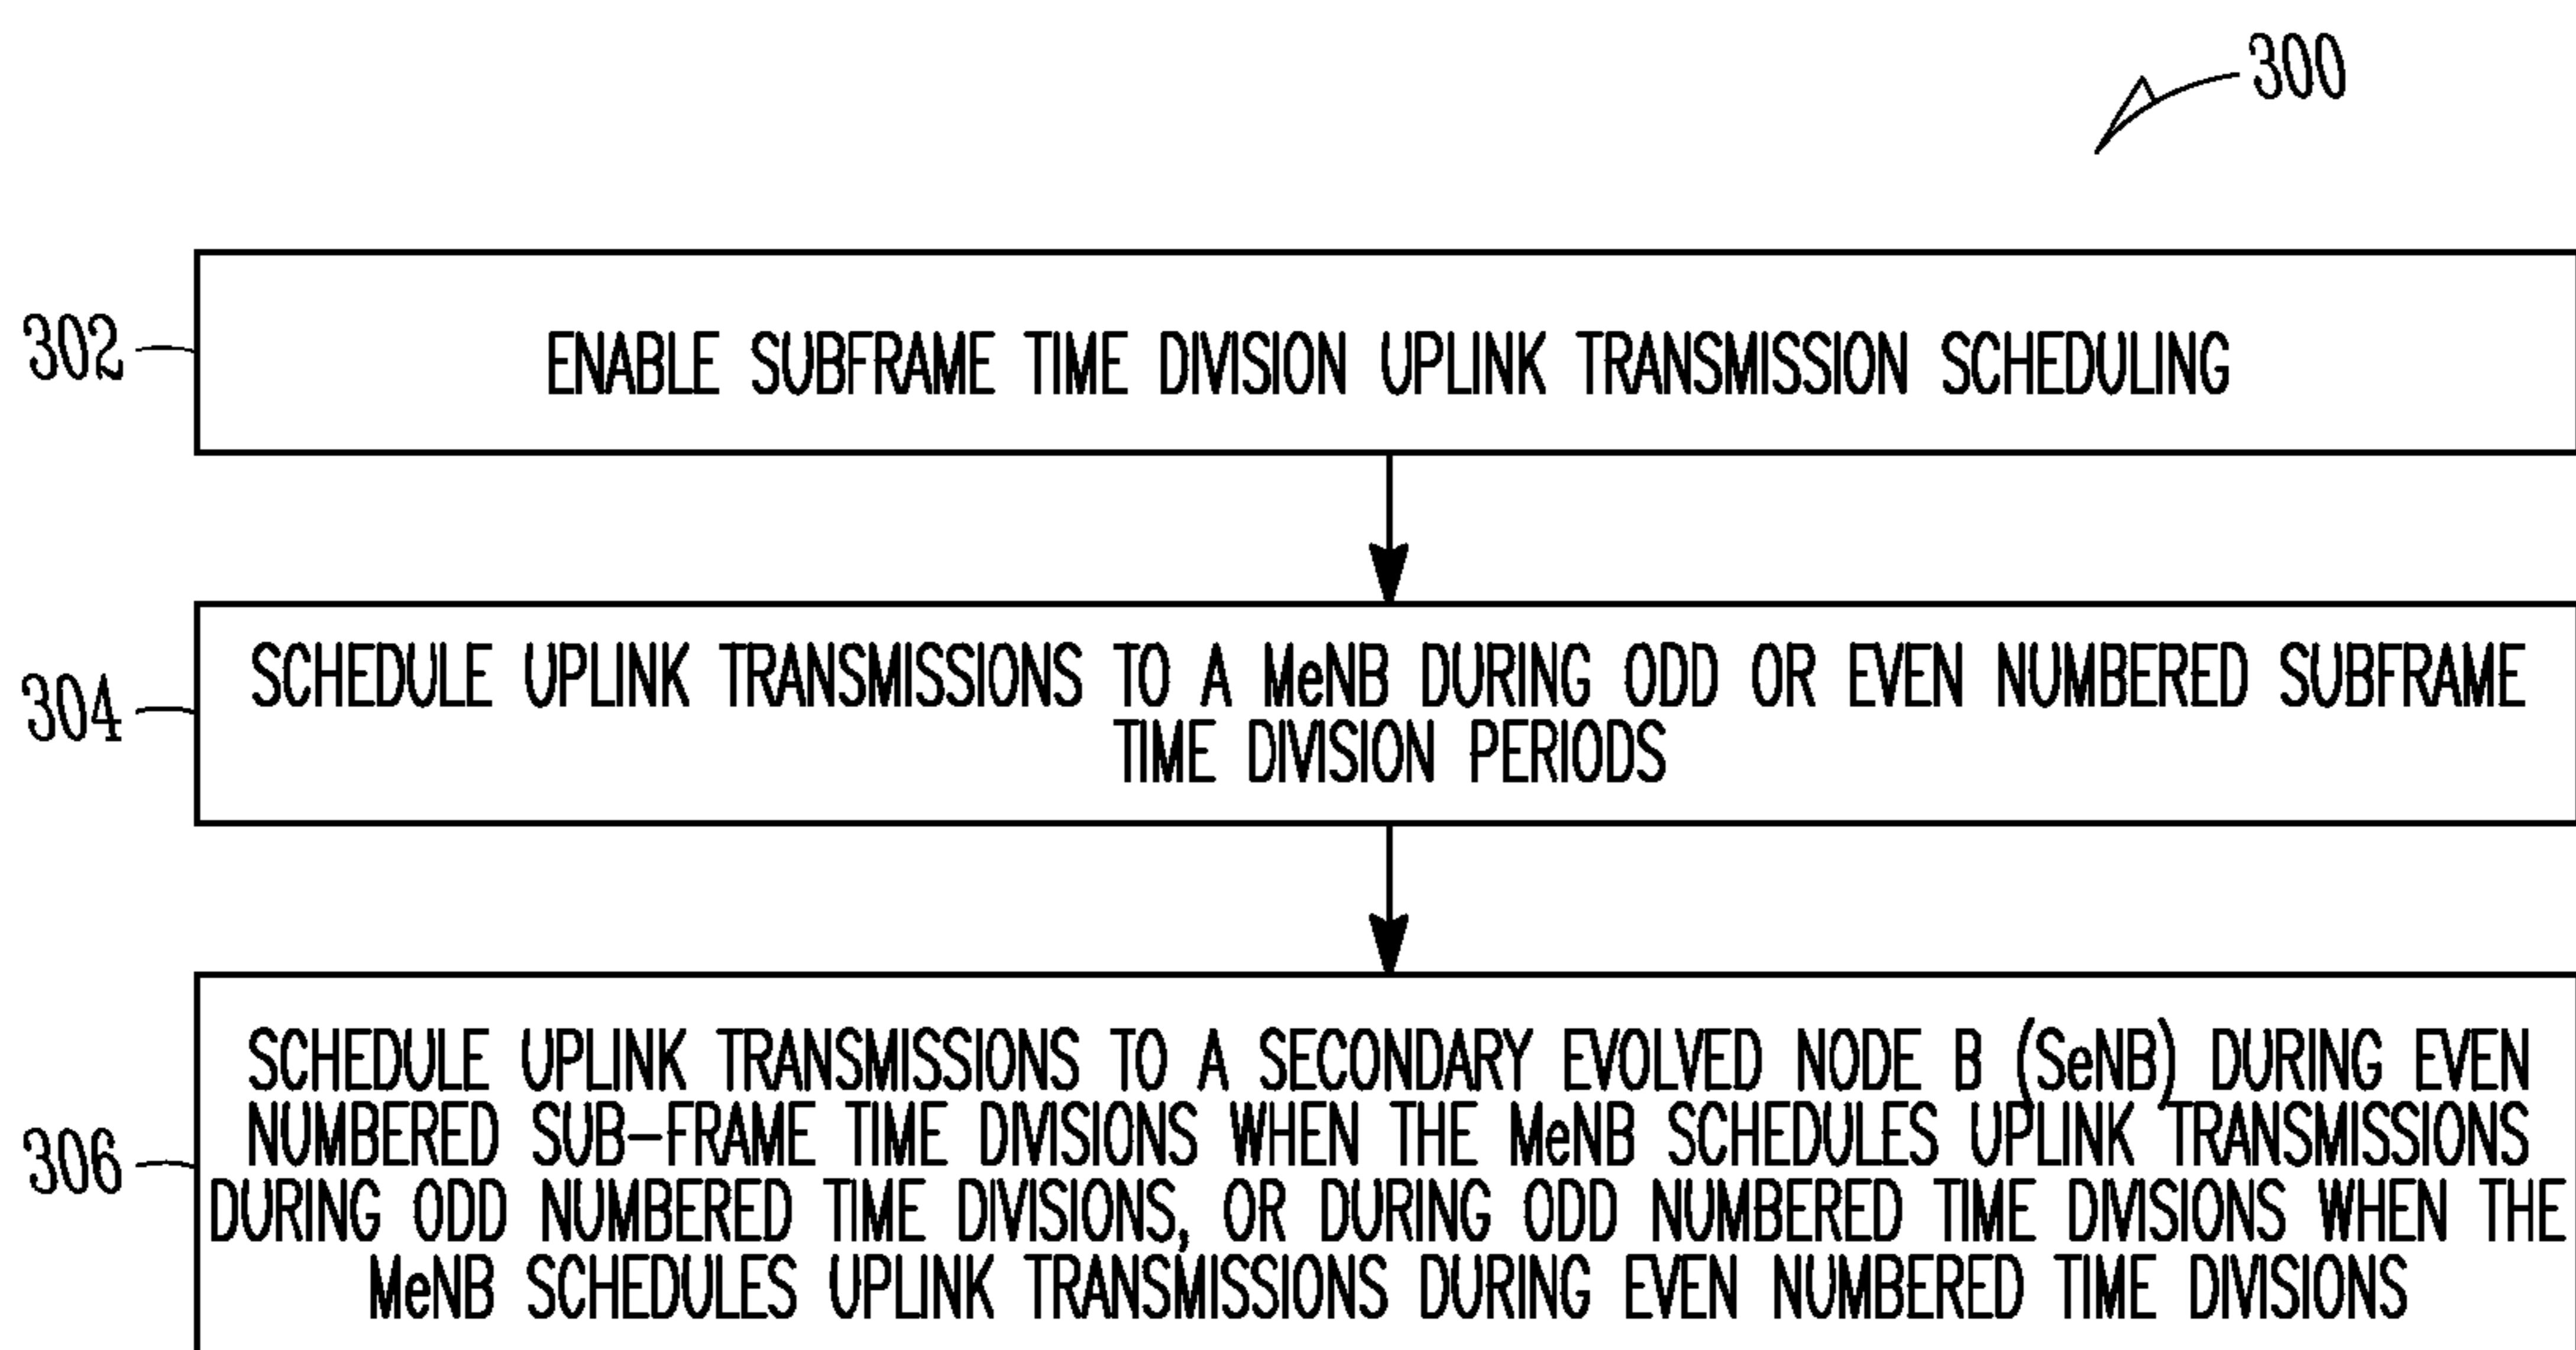 300
302
ENABLE SUBFRAME TIME DIVISION UPLINK TRANSMISSION SCHEDULING
304
SCHEDULE UPLINK TRANSMISSIONS TO A MeNB DURING ODD OR EVEN NUMBERED SUBFRAME
TIME DIVISION PERIODS
306
SCHEDULE UPLINK TRANSMISSIONS TO A SECONDARY EVOLVED NODE B (SeNB) DURING EVEN
NUMBERED SUB-FRAME TIME DIVISIONS WHEN THE MeNB SCHEDULES UPLINK TRANSMISSIONS
DURING ODD NUMBERED TIME DIVISIONS, OR DURING ODD NUMBERED TIME DIVISIONS WHEN THE
MeNB SCHEDULES UPLINK TRANSMISSIONS DURING EVEN NUMBERED TIME DIVISIONS